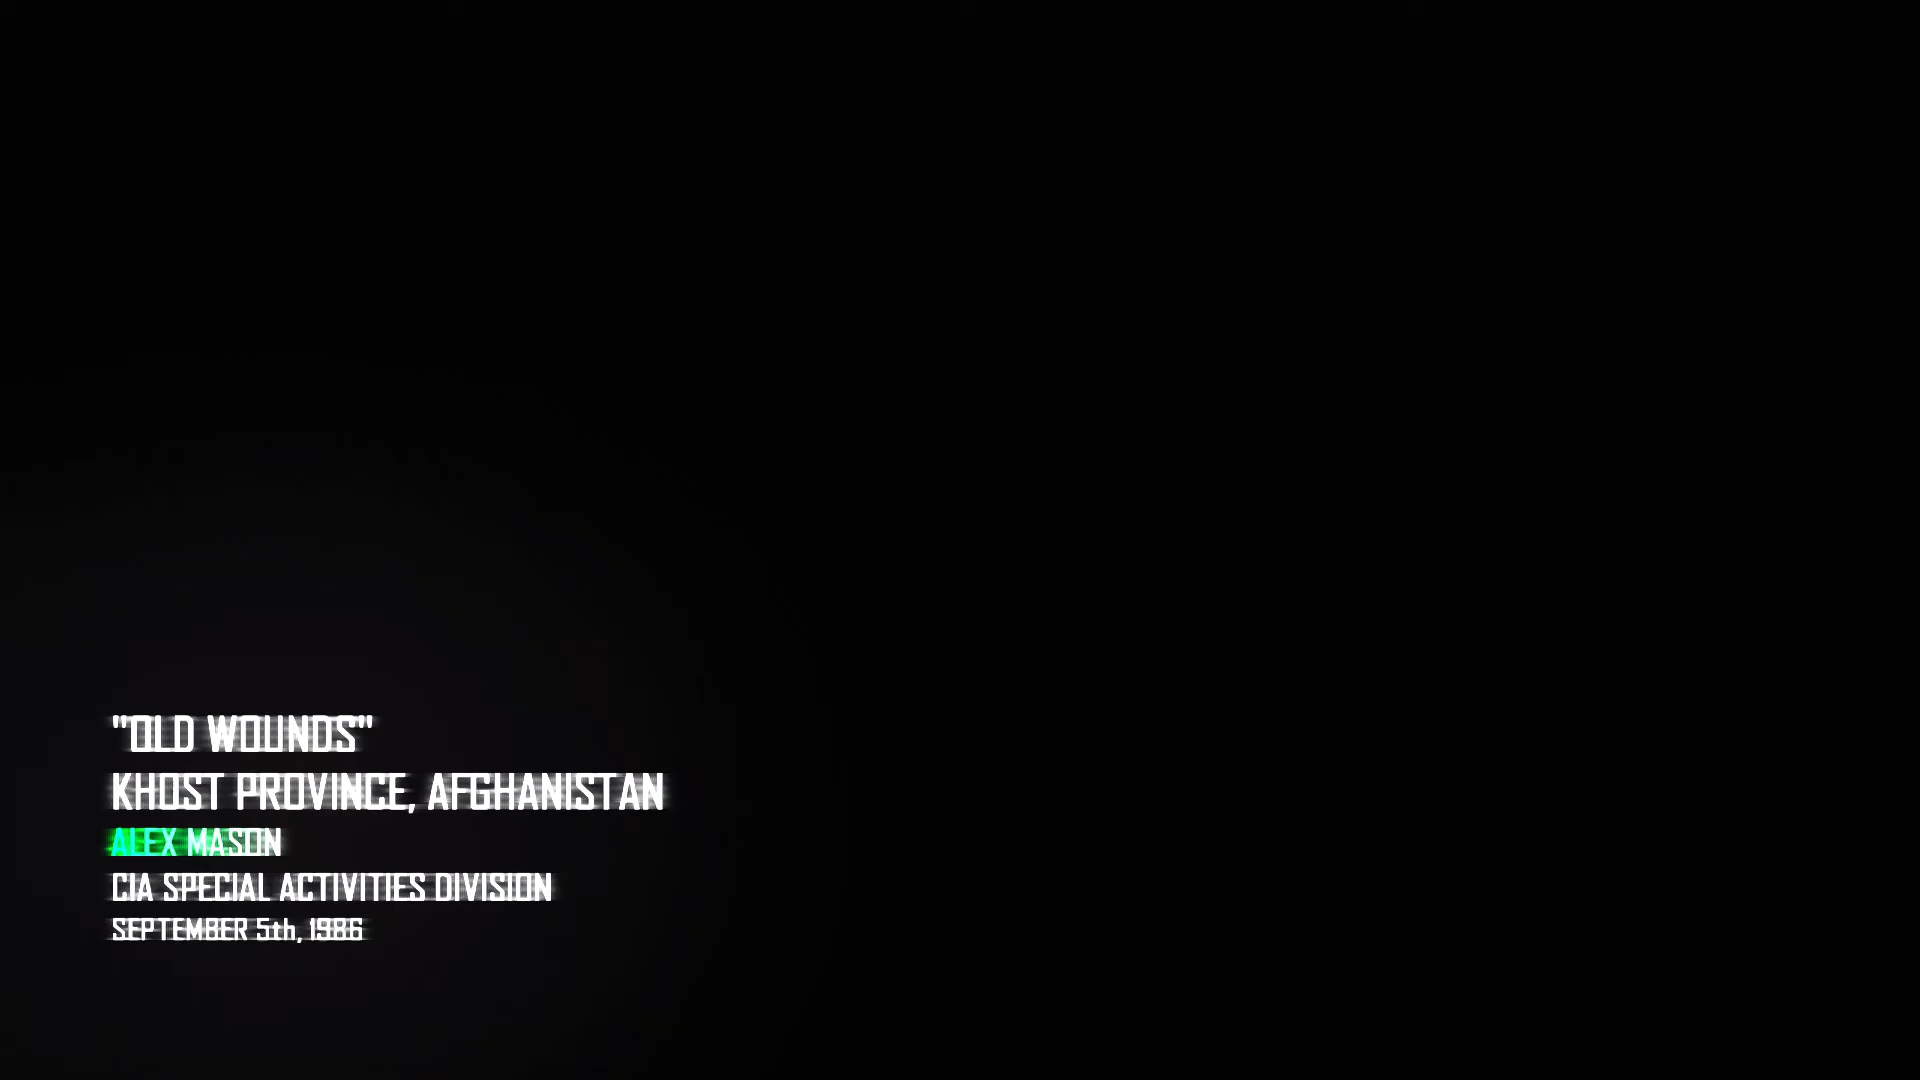 "OLD WOUNDS"
KHOST PROVINCE, AFGHANISTAN
ALEX MASON
CIA SPECIAL ACTIVITIES DIVISION
SEPTEMBER 5th, 1986